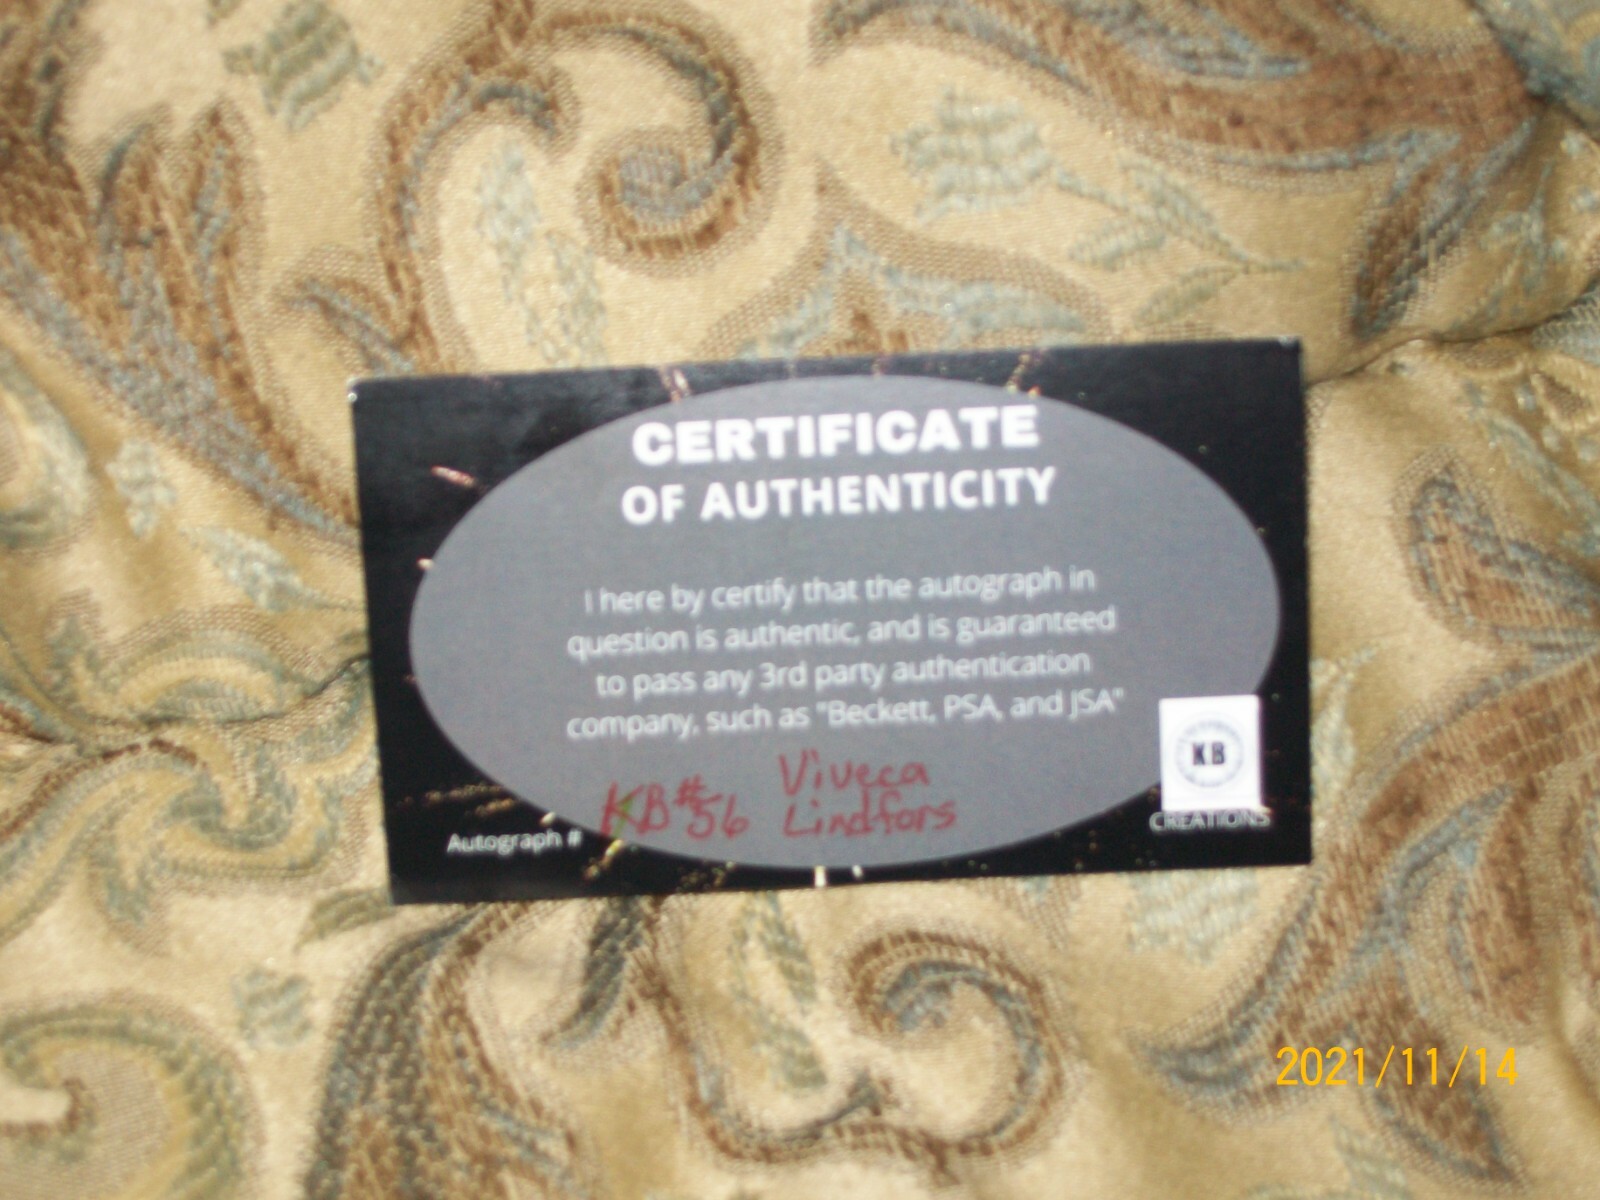 CERTIFICATE
OF AUTHENTICITY
I here by certify that the autograph in
question is authentic, and is guaranteed
to pass any 3rd party authentication
company, such as "Beckett, PSA, and JSA"
Autograph # KB#56 Viveca
Lindfors
KB
CREATIONS
2021/11/14